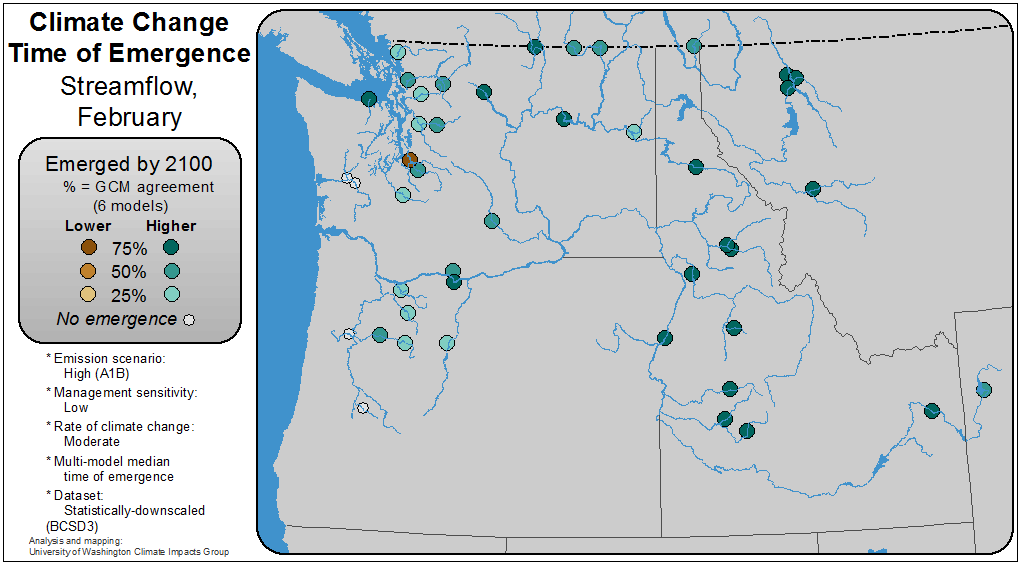 Climate Change
Time of Emergence
Streamflow,
February
Emerged by 2100
% = GCM agreement
(6 models)
Lower Higher
75%
50%
25%
No emergence
* Emission scenario:
High (A1B)
* Management sensitivity:
Low
* Rate of climate change:
Moderate
* Multi-model median
time of emergence
* Dataset:
Statistically-downscaled
(BCSD3)
Analysis and mapping:
University of Washington Climate Impacts Group